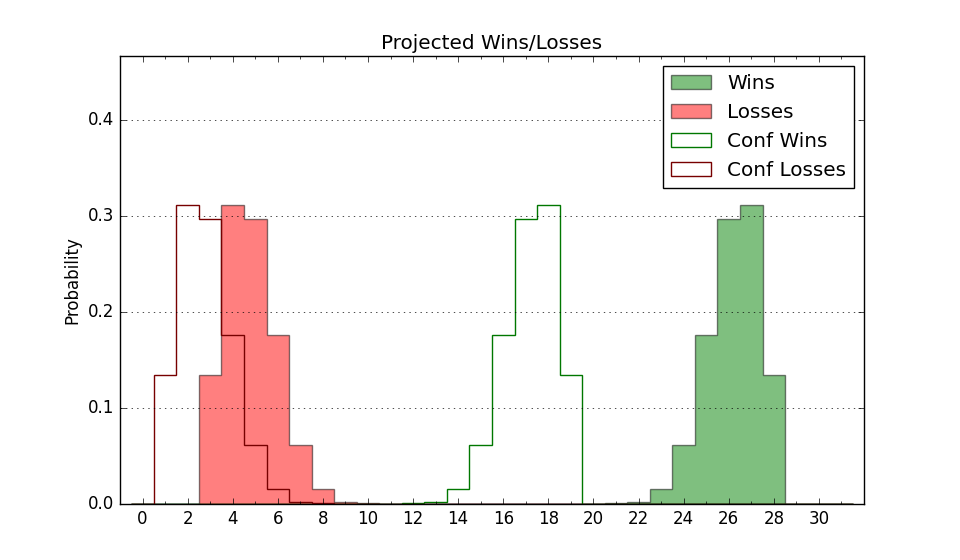 Projected Wins/Losses
Wins
Losses
Conf Wins
Conf Losses
Probability
0.4
0.3
0.2
0.1
0.0
0 2 4 6 8 10 12 14 16 18 20 22 24 26 28 30